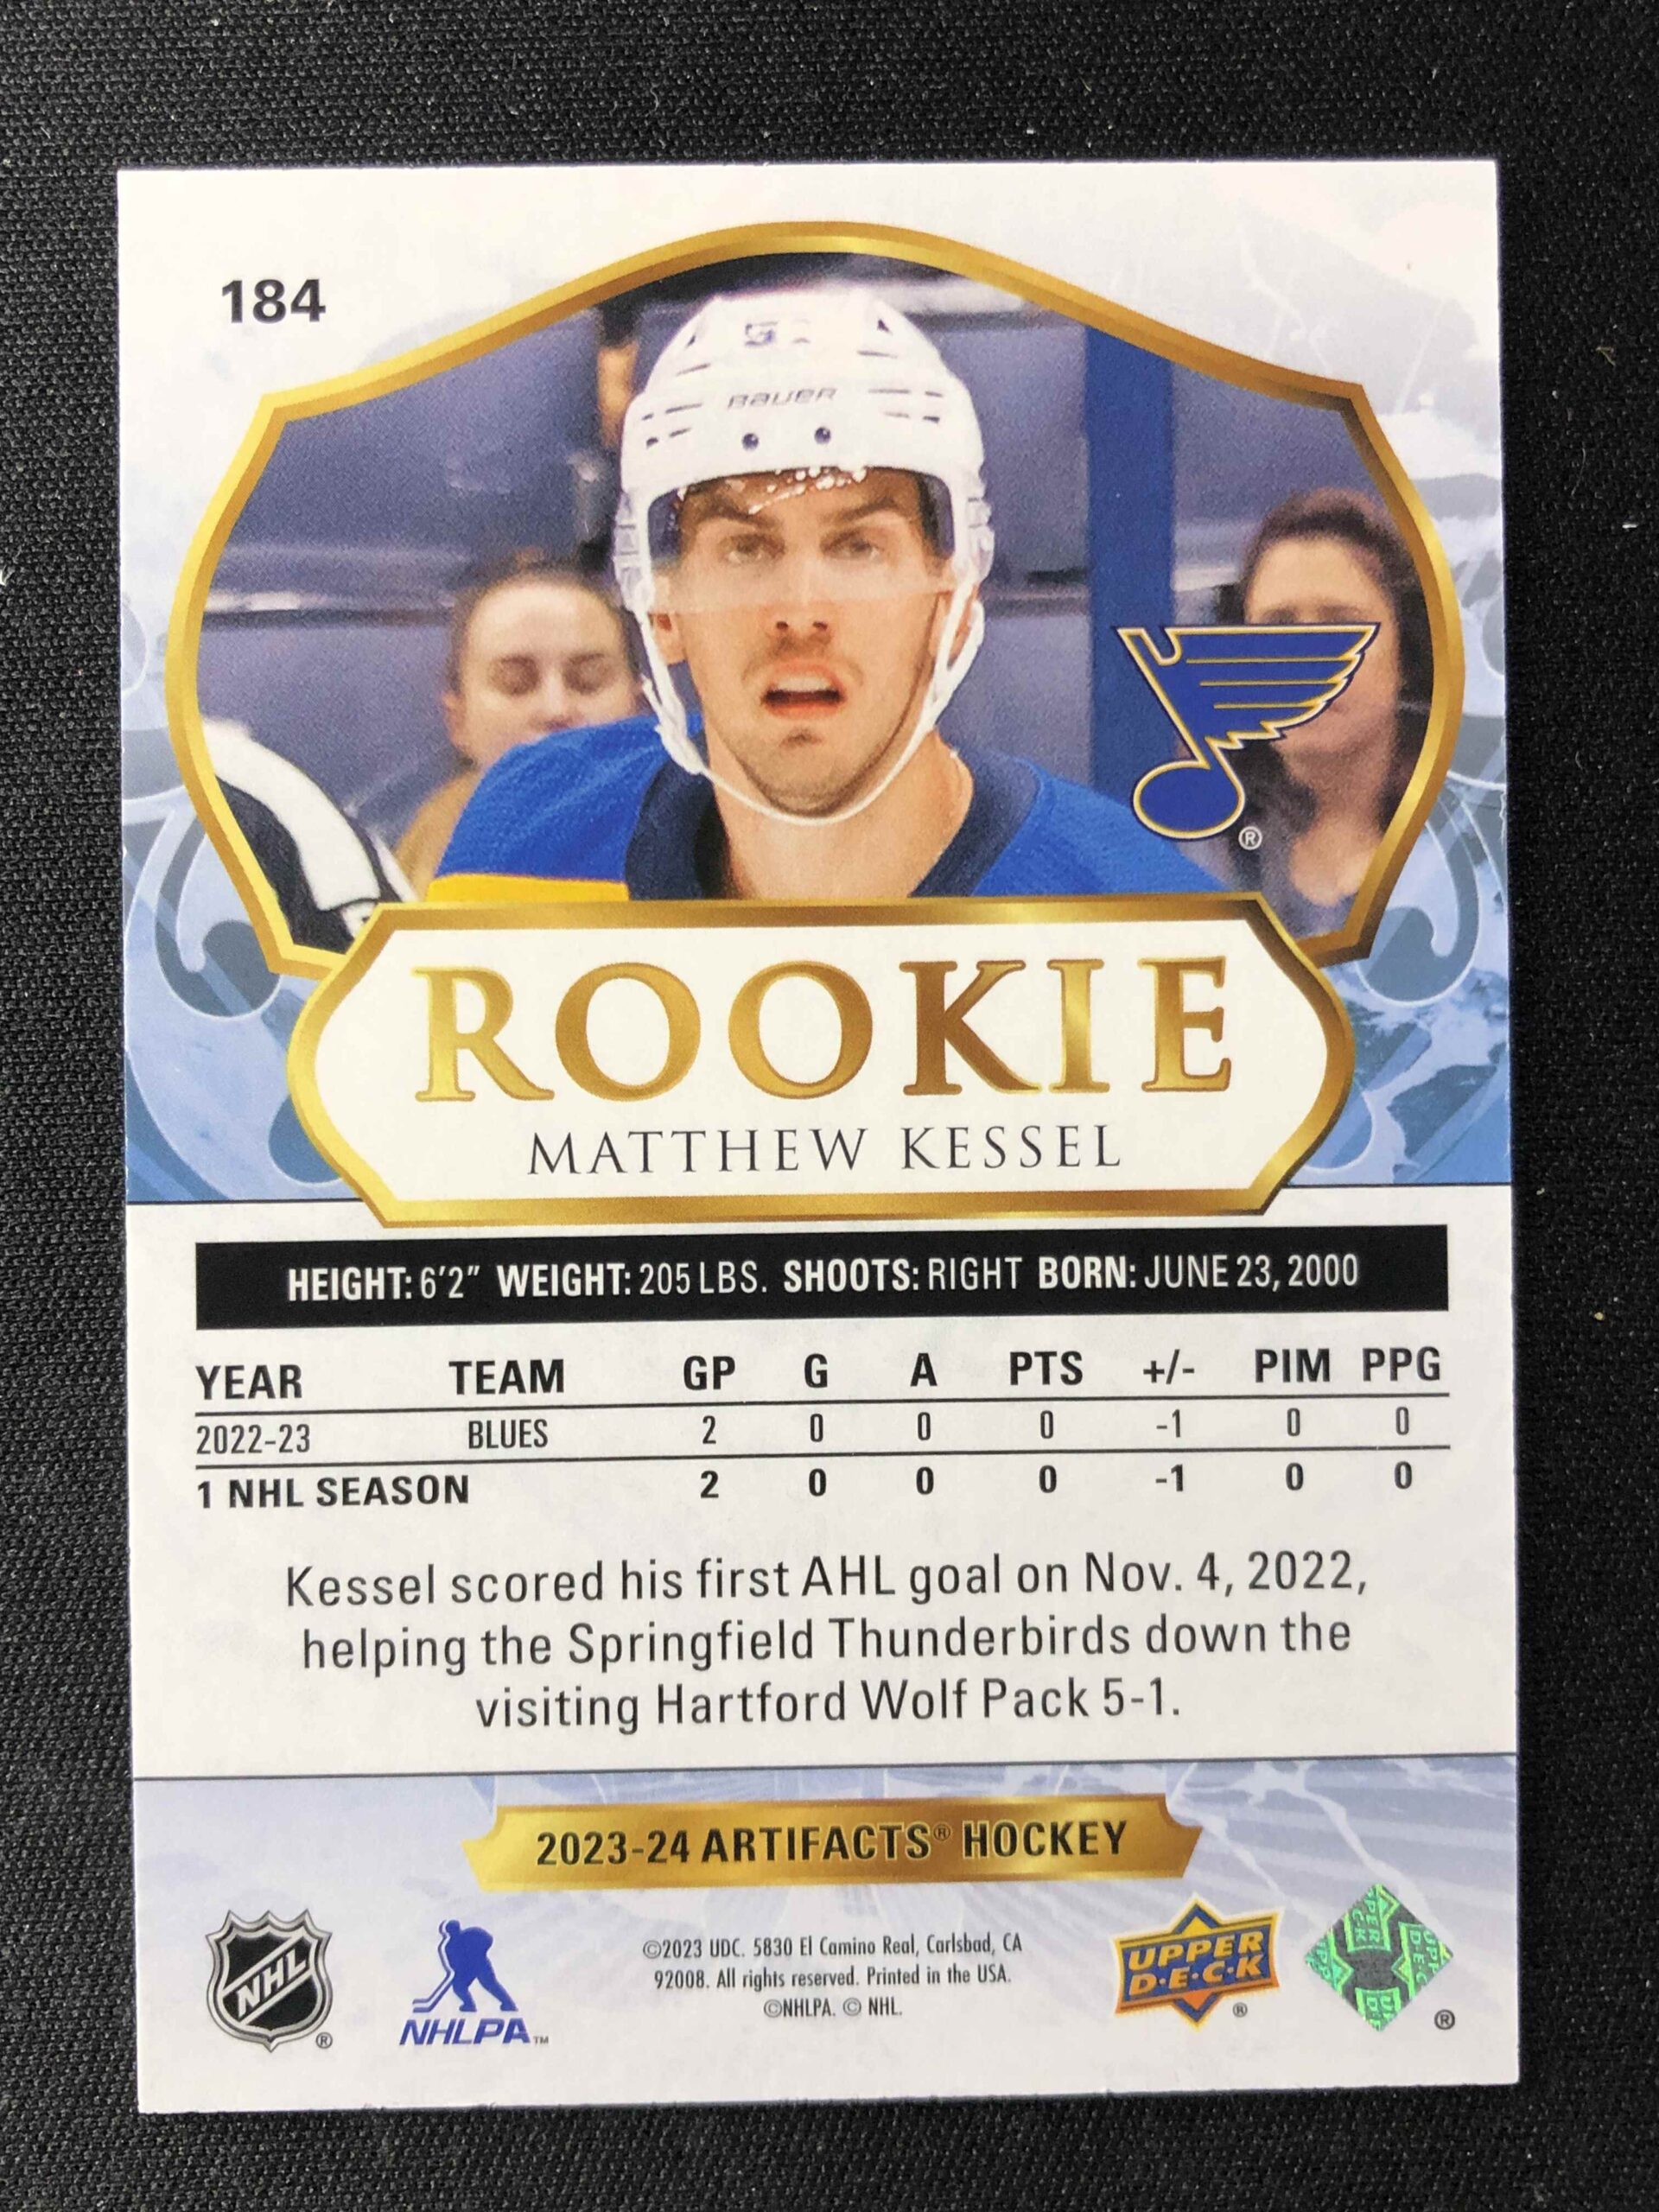 184
BAUER
®
ROOKIE
MATTHEW KESSEL
HEIGHT: 6'2" WEIGHT: 205 LBS. SHOOTS: RIGHT BORN: JUNE 23, 2000
YEAR TEAM GP G A PTS +/- PIM PPG
2022-23 BLUES 2 0 0 0 -1 0 0
1 NHL SEASON 2 0 0 0 -1 0 0
Kessel scored his first AHL goal on Nov. 4, 2022,
helping the Springfield Thunderbirds down the
visiting Hartford Wolf Pack 5-1.
2023-24 ARTIFACTS® HOCKEY
NHL ®
NHLPA TM
©2023 UDC. 5830 El Camino Real, Carlsbad, CA
92008. All rights reserved. Printed in the USA.
©NHLPA. © NHL.
UPPER
D·E·C·K ®
®